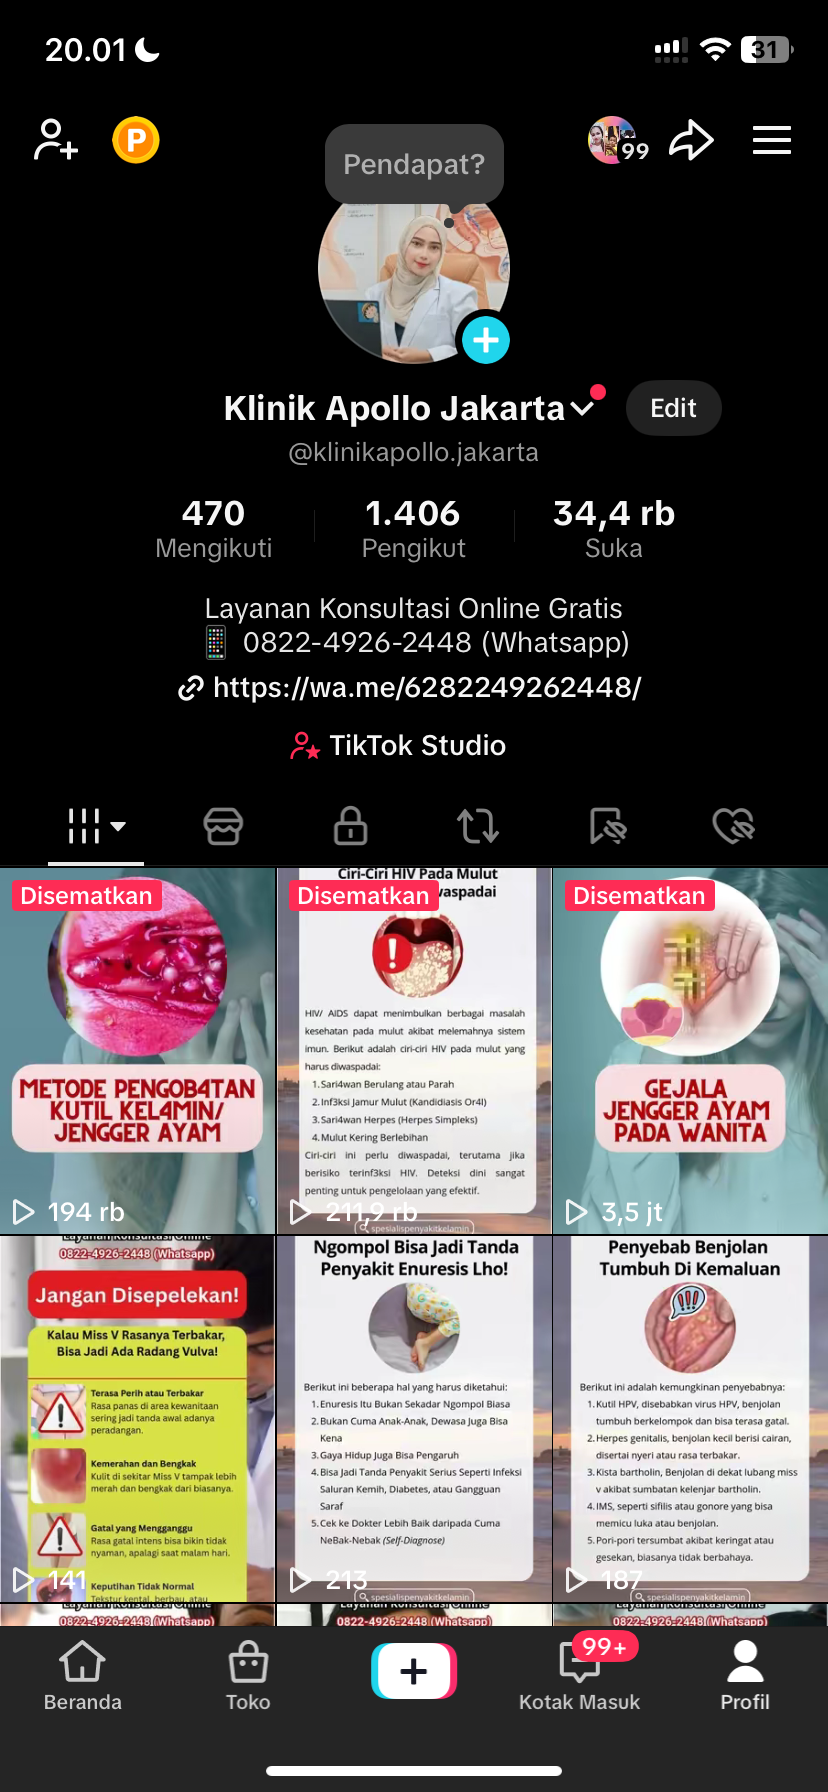 20.01
31
P
99
Pendapat?
Klinik Apollo Jakarta
Edit
@klinikapollo.jakarta
470
Mengikuti
1.406
Pengikut
34,4 rb
Suka
Layanan Konsultasi Online Gratis
0822-4926-2448 (Whatsapp)
https://wa.me/6282249262448/
TikTok Studio
Disematkan
METODE PENGOB4TAN
KUTIL KEL4MIN/
JENGGER AYAM
194 rb
Ciri-Ciri HIV Pada Mulut
Disematkan
waspadai
HIV/ AIDS dapat menimbulkan berbagai masalah
kesehatan pada mulut akibat melemahnya sistem
imun. Berikut adalah ciri-ciri HIV pada mulut yang
harus diwaspadai:
1.Sari4wan Berulang atau Parah
2.Inf3ksi Jamur Mulut (Kandidiasis Or4l)
3.Sari4wan Herpes (Herpes Simpleks)
4.Mulut Kering Berlebihan
Ciri-ciri ini perlu diwaspadai, terutama jika
berisiko terinf3ksi HIV. Deteksi dini sangat
penting untuk pengelolaan yang efektif.
211,9 rb
spesialispenyakitkelamin
Disematkan
GEJALA
JENGGER AYAM
PADA WANITA
3,5 jt
Layanan Konsultasi Online
0822-4926-2448 (Whatsapp)
Jangan Disepelekan!
Kalau Miss V Rasanya Terbakar,
Bisa Jadi Ada Radang Vulva!
Terasa Perih atau Terbakar
Rasa panas di area kewanitaan
sering jadi tanda awal adanya
peradangan.
Kemerahan dan Bengkak
Kulit di sekitar Miss V tampak lebih
merah dan bengkak dari biasanya.
Gatal yang Mengganggu
Rasa gatal intens bisa bikin tidak
nyaman, apalagi saat malam hari.
Keputihan Tidak Normal
Tekstur kental, berbau, atau
141
Ngompol Bisa Jadi Tanda
Penyakit Enuresis Lho!
Berikut ini beberapa hal yang harus diketahui:
1.Enuresis Itu Bukan Sekadar Ngompol Biasa
2.Bukan Cuma Anak-Anak, Dewasa Juga Bisa
Kena
3.Gaya Hidup Juga Bisa Pengaruh
4.Bisa Jadi Tanda Penyakit Serius Seperti Infeksi
Saluran Kemih, Diabetes, atau Gangguan
Saraf
5.Cek ke Dokter Lebih Baik daripada Cuma
NeBak-Nebak (Self-Diagnose)
213
spesialispenyakitkelamin
Penyebab Benjolan
Tumbuh Di Kemaluan
Berikut ini adalah kemungkinan penyebabnya:
1.Kutil HPV, disebabkan virus HPV, benjolan
tumbuh berkelompok dan bisa terasa gatal.
2.Herpes genitalis, benjolan kecil berisi cairan,
disertai nyeri atau rasa terbakar.
3.Kista bartholin, Benjolan di dekat lubang miss
v akibat sumbatan kelenjar bartholin.
4.IMS, seperti sifilis atau gonore yang bisa
memicu luka atau benjolan.
5.Pori-pori tersumbat akibat keringat atau
gesekan, biasanya tidak berbahaya.
187
spesialispenyakitkelamin
Layanan Konsultasi Online
0822-4926-2448 (Whatsapp)
Layanan Konsultasi Online
0822-4926-2448 (Whatsapp)
Layanan Konsultasi Online
0822-4926-2448 (Whatsapp)
Beranda
Toko
99+
Kotak Masuk
Profil